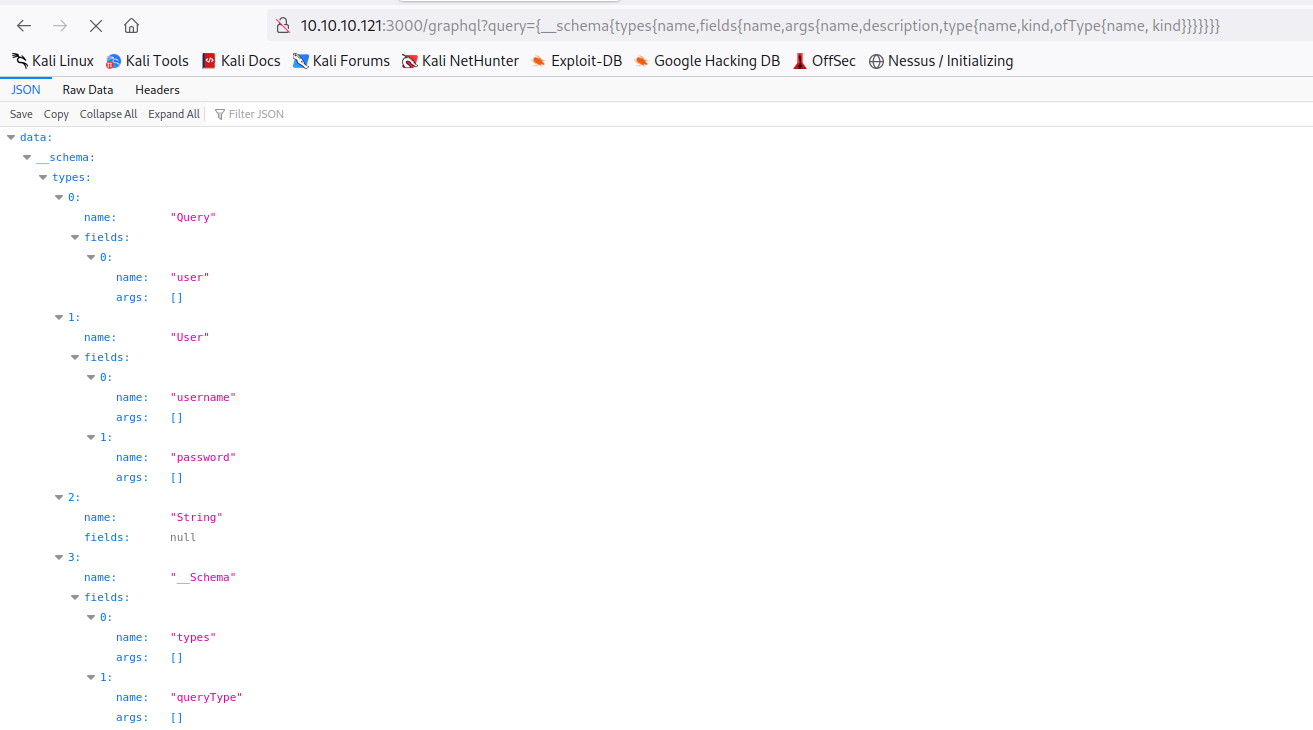 10.10.10.121:3000/graphql?query={__schema{types{name,fields{name,args{name,description,type{name,kind,ofType{name, kind}}}}}}}
Kali Linux Kali Tools Kali Docs Kali Forums Kali NetHunter Exploit-DB Google Hacking DB OffSec Nessus / Initializing
JSON Raw Data Headers
Save Copy Collapse All Expand All Filter JSON
data:
__schema:
types:
0:
name: "Query"
fields:
0:
name: "user"
args: []
1:
name: "User"
fields:
0:
name: "username"
args: []
1:
name: "password"
args: []
2:
name: "String"
fields: null
3:
name: "__Schema"
fields:
0:
name: "types"
args: []
1:
name: "queryType"
args: []